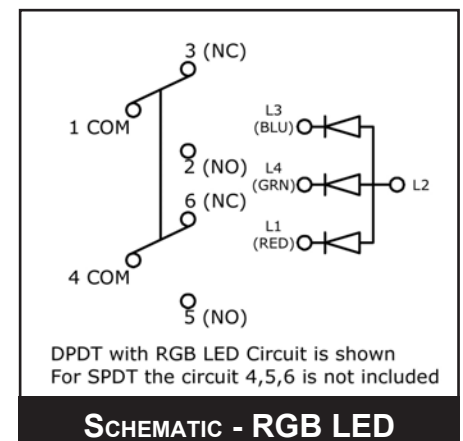 3 (NC)
1 COM
2 (NO)
6 (NC)
4 COM
5 (NO)
L3
(BLU)
L4
(GRN)
L2
L1
(RED)
DPDT with RGB LED Circuit is shown
For SPDT the circuit 4,5,6 is not included
SCHEMATIC - RGB LED